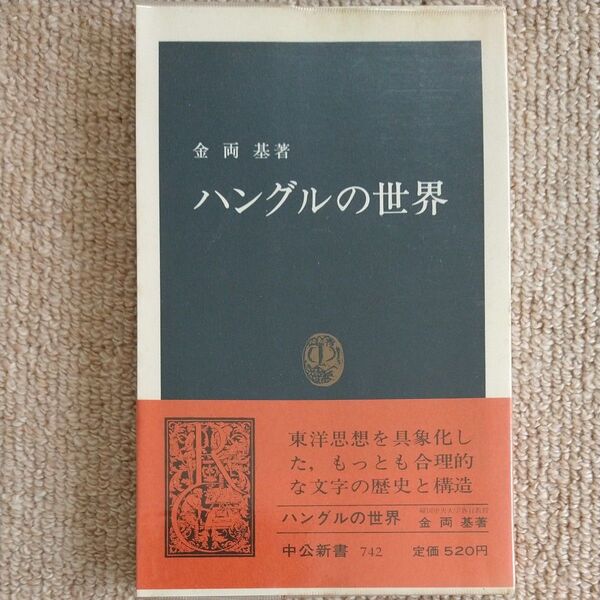 金両基著
ハングルの世界
東洋思想を具象化し
た，もっとも合理的
な文字の歴史と構造
ハングルの世界
金両基著
中公新書 742 定価 520円